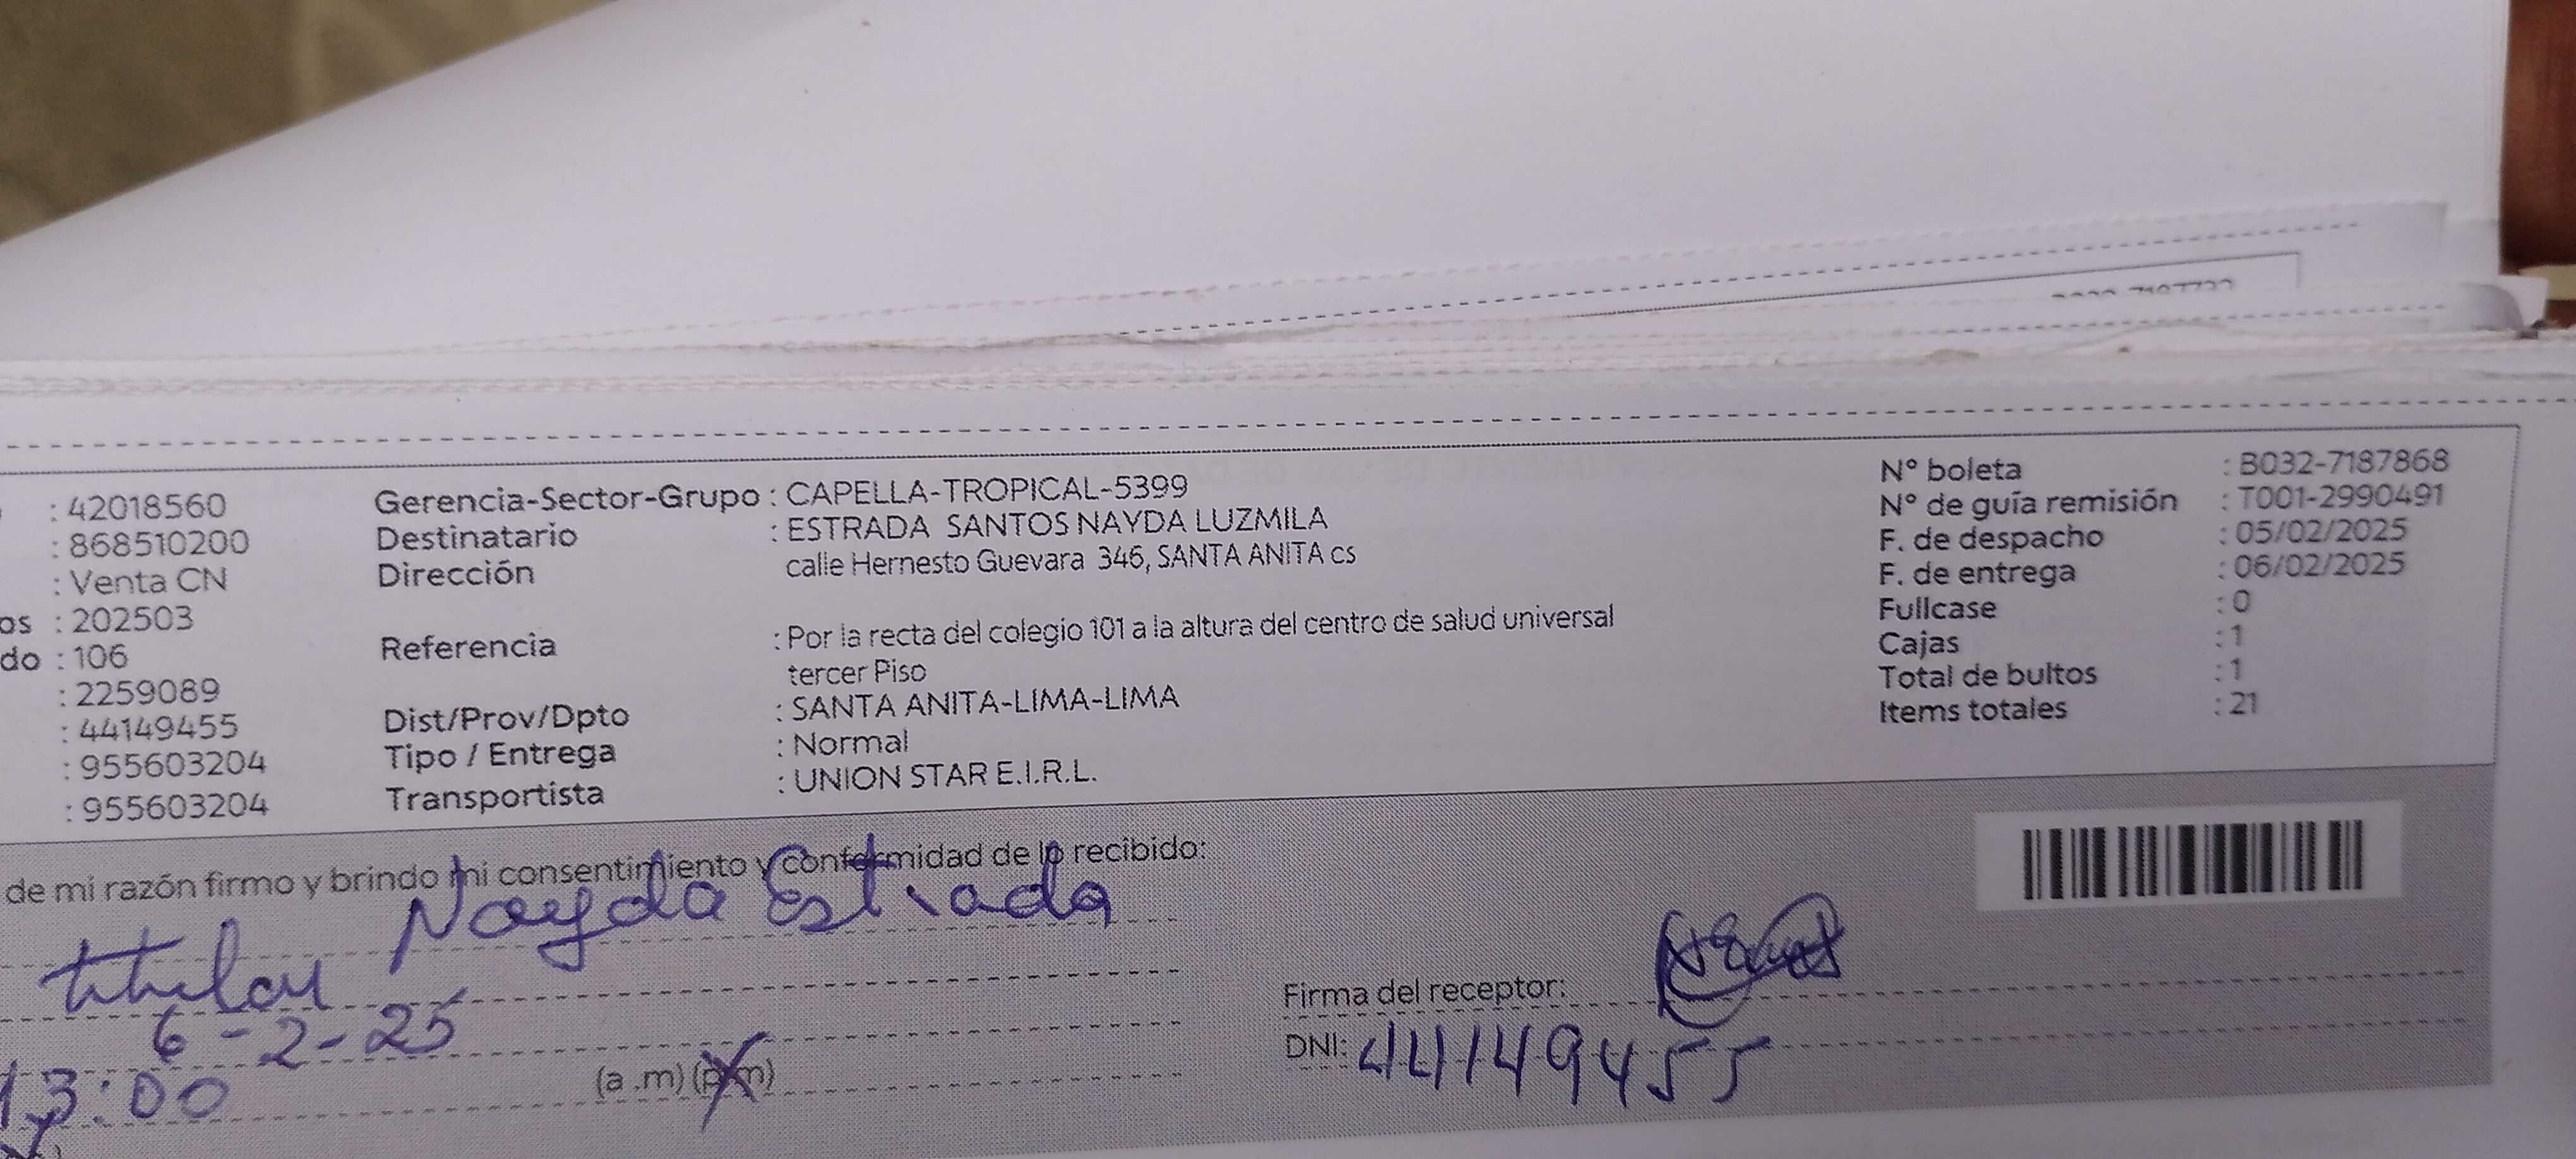 : 42018560
: 868510200
: Venta CN
os : 202503
do : 106
: 2259089
: 44149455
: 955603204
: 955603204
Gerencia-Sector-Grupo : CAPELLA-TROPICAL-5399
Destinatario : ESTRADA SANTOS NAYDA LUZMILA
Dirección calle Hernesto Guevara 346, SANTA ANITA cs
Referencia : Por la recta del colegio 101 a la altura del centro de salud universal
tercer Piso
Dist/Prov/Dpto : SANTA ANITA-LIMA-LIMA
Tipo / Entrega : Normal
Transportista : UNION STAR E.I.R.L.
N° boleta : B032-7187868
N° de guía remisión : T001-2990491
F. de despacho : 05/02/2025
F. de entrega : 06/02/2025
Fullcase : 0
Cajas : 1
Total de bultos : 1
Items totales : 21
de mi razón firmo y brindo mi consentimiento y conformidad de lo recibido:
Nayda Estrada
titular
6-2-25
13:00 (a .m) (p.m)
Firma del receptor:
DNI: 44149455